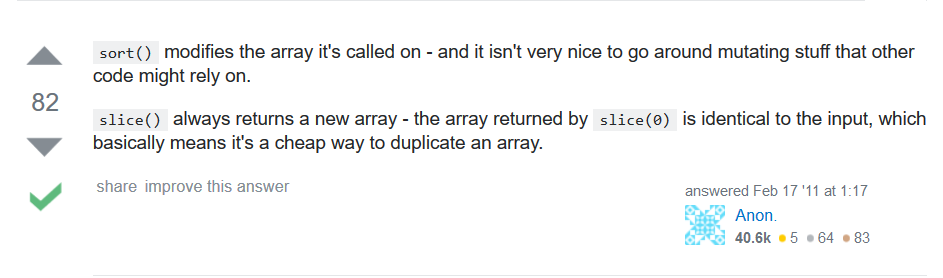 sort() modifies the array it's called on - and it isn't very nice to go around mutating stuff that other
code might rely on.
82
slice() always returns a new array - the array returned by slice(0) is identical to the input, which
basically means it's a cheap way to duplicate an array.
share improve this answer
answered Feb 17 '11 at 1:17
Anon.
40.6k 5 64 83